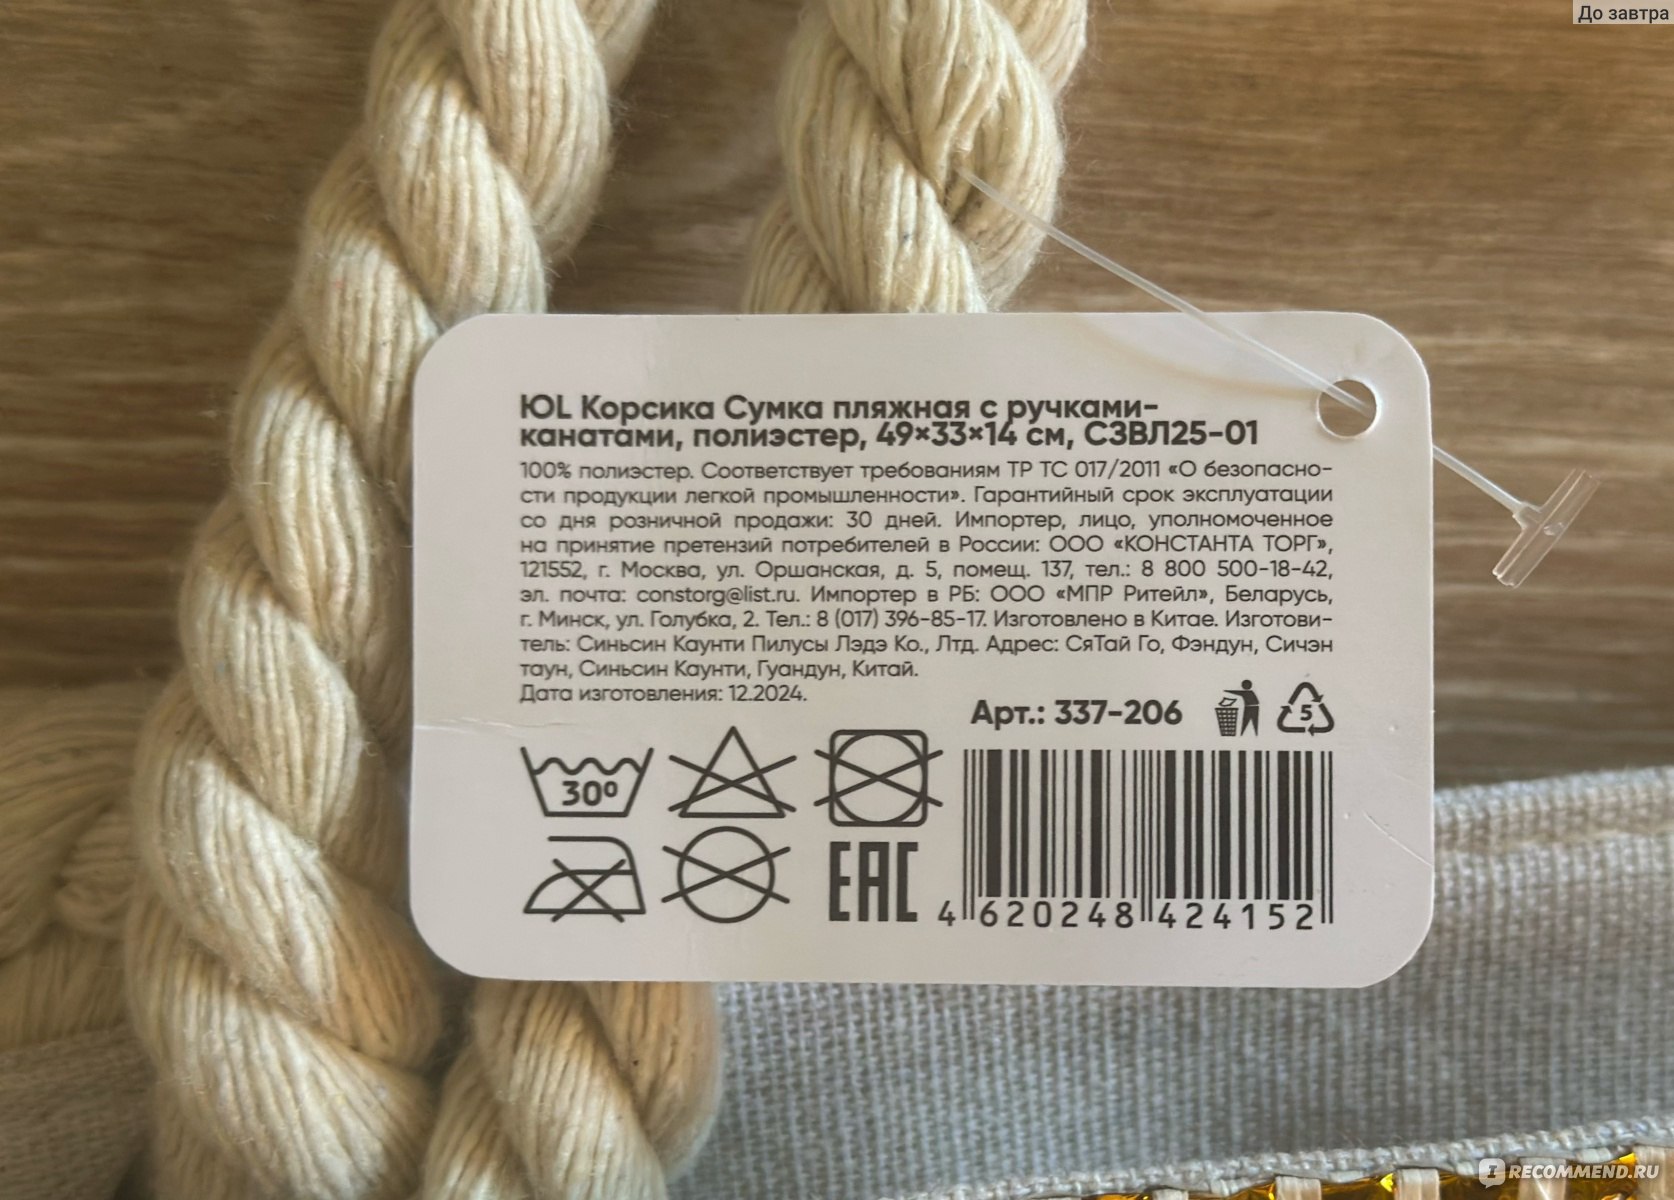 До завтра
ЮL Корсика Сумка пляжная с ручками-
канатами, полиэстер, 49×33×14 см, СЗВЛ25-01
100% полиэстер. Соответствует требованиям ТР ТС 017/2011 «О безопасно-
сти продукции легкой промышленности». Гарантийный срок эксплуатации
со дня розничной продажи: 30 дней. Импортер, лицо, уполномоченное
на принятие претензий потребителей в России: ООО «КОНСТАНТА ТОРГ»,
121552, г. Москва, ул. Оршанская, д. 5, помещ. 137, тел.: 8 800 500-18-42,
эл. почта: constorg@list.ru. Импортер в РБ: ООО «МПР Ритейл», Беларусь,
г. Минск, ул. Голубка, 2. Тел.: 8 (017) 396-85-17. Изготовлено в Китае. Изготови-
тель: Синьсин Каунти Пилусы Лэдэ Ко., Лтд. Адрес: СяТай Го, Фэндун, Сичэн
таун, Синьсин Каунти, Гуандун, Китай.
Дата изготовления: 12.2024.
Арт.: 337-206
5
30º
EAC
4 620248 424152
IRECOMMEND.RU